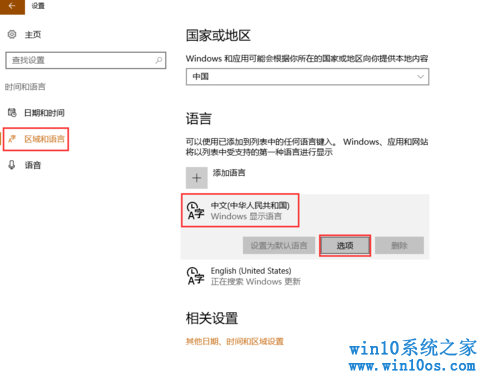 设置
主页
查找设置
时间和语言
日期和时间
区域和语言
语音
国家或地区
Windows 和应用可能会根据你所在的国家或地区向你提供本地内容
中国
语言
可以使用已添加到列表中的任何语言键入。 Windows、应用和网站
将以列表中受支持的第一种语言进行显示
添加语言
中文(中华人民共和国)
Windows 显示语言
设置为默认语言
选项
删除
English (United States)
正在搜索 Windows 更新
相关设置
其他日期、时间和区域设置
win10系统之家
www.win10os.com